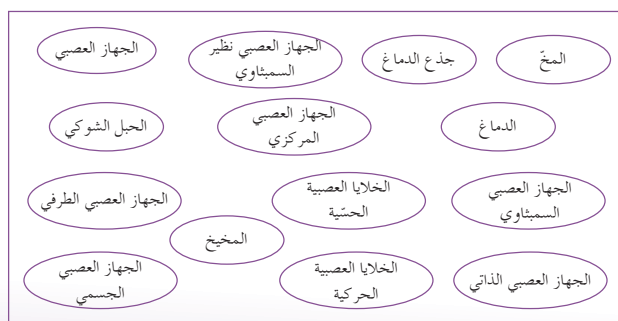 المخّ
جذع الدماغ
الجهاز العصبي نظير
السمبثاوي
الجهاز العصبي
الدماغ
الجهاز العصبي
المركزي
الحبل الشوكي
الجهاز العصبي
السمبثاوي
الخلايا العصبية
الحسّية
الجهاز العصبي الطرفي
المخيخ
الجهاز العصبي الذاتي
الخلايا العصبية
الحركية
الجهاز العصبي
الجسمي